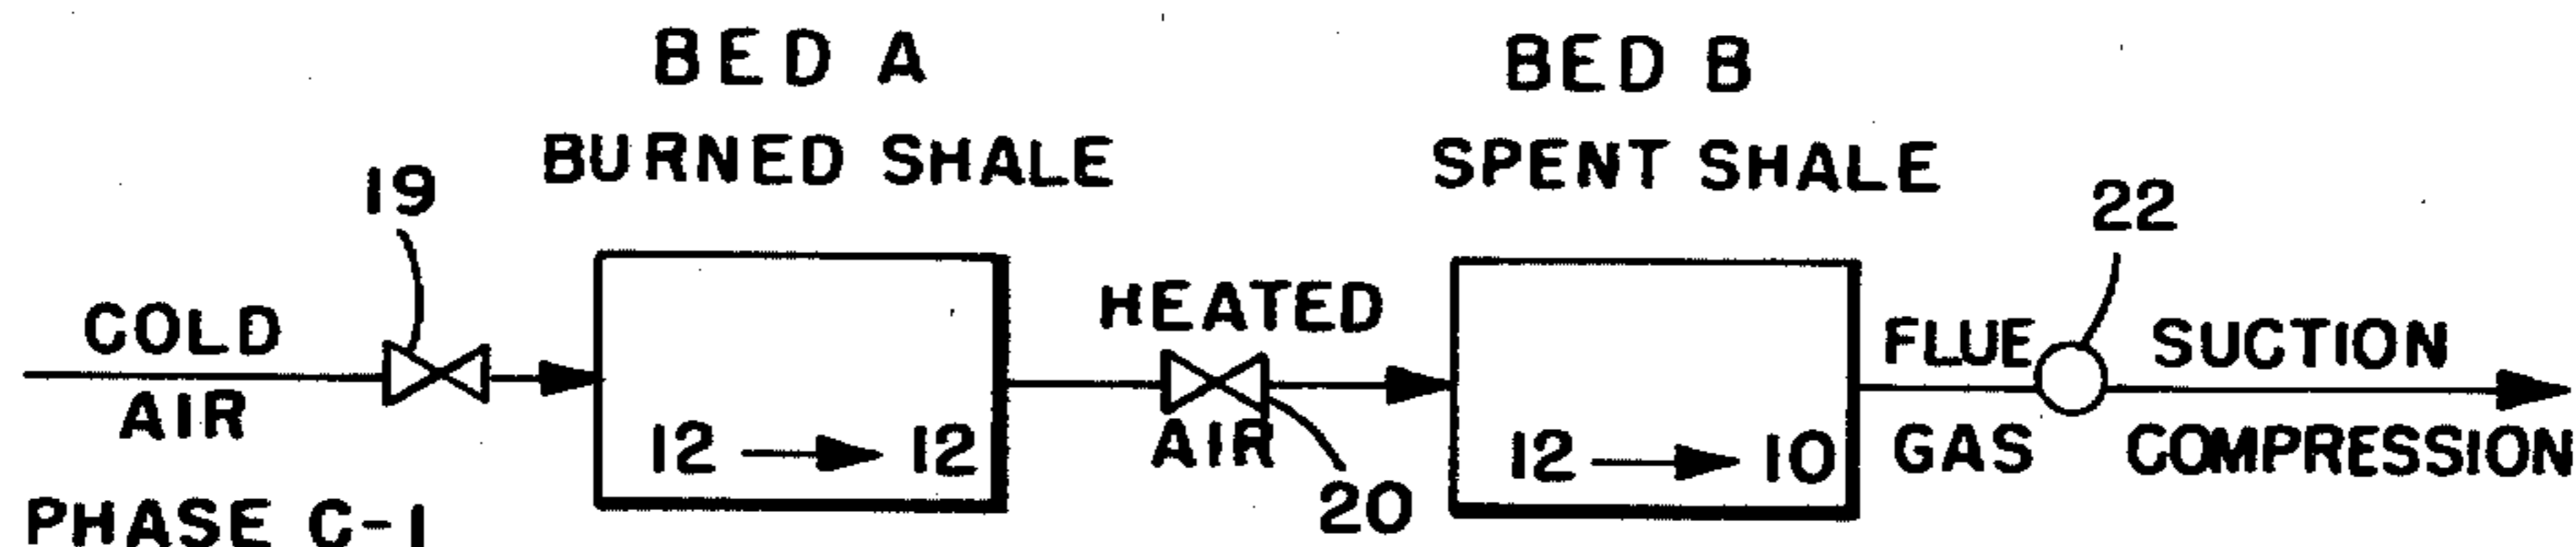 BED A
BED B
BURNED SHALE
SPENT SHALE
19
22
COLD
AIR
HEATED
AIR
FLUE
GAS
SUCTION
COMPRESSION
12 → 12
12 → 10
20
PHASE C-1